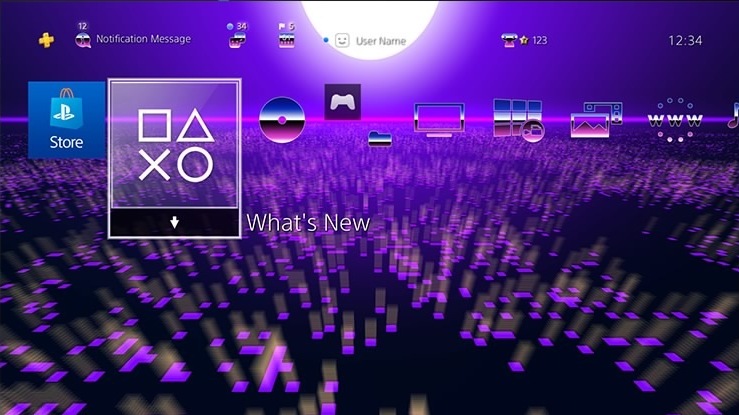 12
Notification Message
34
5
User Name
123
12:34
Store
www
What's New